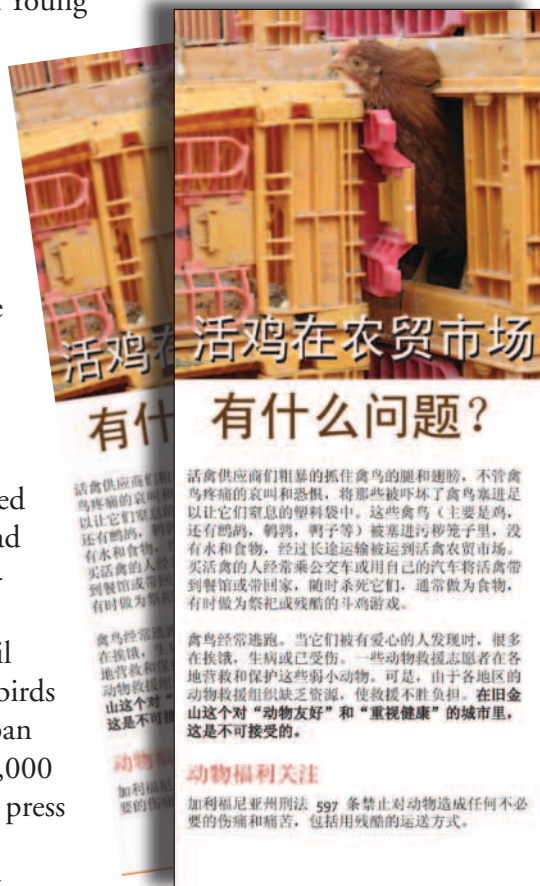 Young
ed
ad
il
birds
ban
,000
press
活鸡在
有什
活鸡在农贸市场
有什么问题？
活禽供应商们粗暴的抓住禽鸟的腿和翅膀，不管禽
鸟疼痛的哀叫和恐惧，将那些被吓坏了禽鸟塞进足
以让它们窒息的塑料袋中。这些禽鸟（主要是鸡，
还有鹧鸪，鹌鹑，鸭子等）被塞进污秽笼子里，没
有水和食物，经过长途运输被运到活禽农贸市场。
买活禽的人经常乘公交车或用自己的汽车将活禽带
到餐馆或带回家，随时杀死它们，通常做为食物，
有时做为祭祀或残酷的斗鸡游戏。
禽鸟经常逃跑。当它们被有爱心的人发现时，很多
在挨饿，生病或已受伤。一些动物救援志愿者在各
地营救和保护这些弱小动物。可是，由于各地区的
动物救援组织缺乏资源，使救援不胜负担。在旧金
山这个对“动物友好”和“重视健康”的城市里，
这是不可接受的。
动物福利关注
加利福尼亚州刑法 597 条禁止对动物造成任何不必
要的伤痛和痛苦，包括用残酷的运送方式。